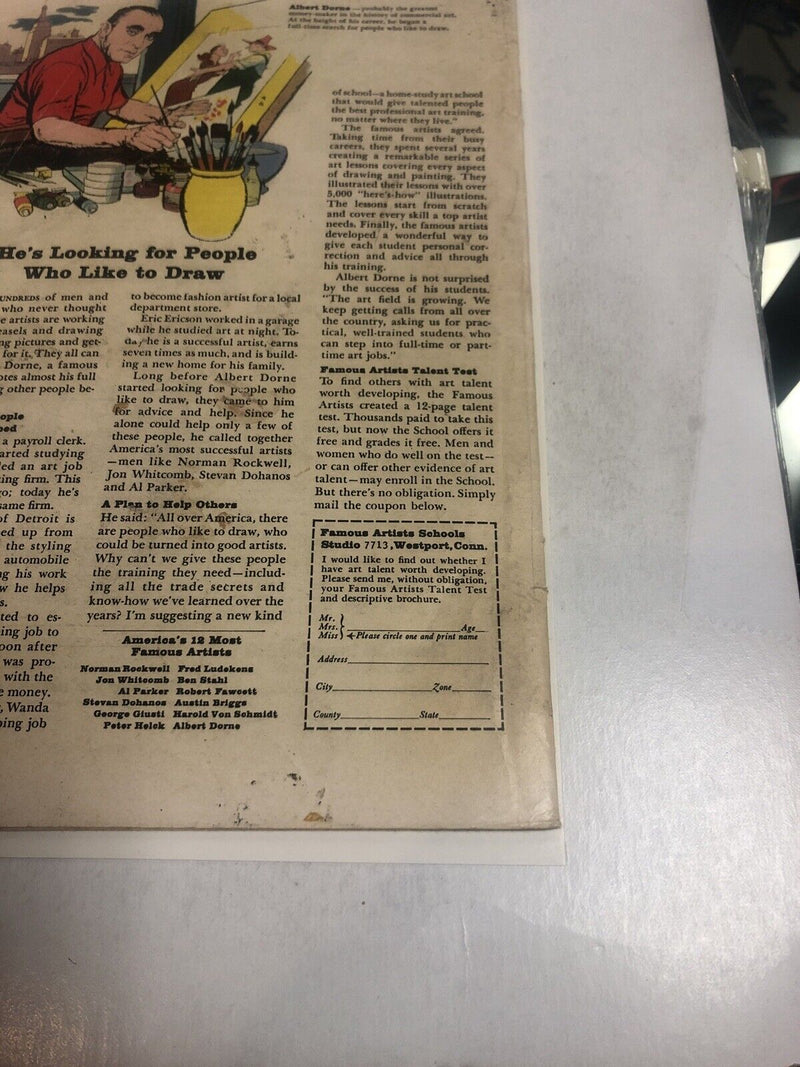 Albert Dorne — probably the greatest
money-maker in the history of commercial art.
At the height of his career, he began a
full-time search for people who like to draw.
He's Looking for People
Who Like to Draw
UNDREDS of men and
who never thought
e artists are working
easels and drawing
ng pictures and get-
for it. They all can
Dorne, a famous
otes almost his full
g other people be-
ople
a payroll clerk.
arted studying
ed an art job
ing firm. This
go; today he's
same firm.
of Detroit is
ed up from
the styling
automobile
g his work
w he helps
s.
ted to es-
ing job to
oon after
was pro-
with the
e money.
, Wanda
ing job
to become fashion artist for a local
department store.
Eric Ericson worked in a garage
while he studied art at night. To-
day he is a successful artist, earns
seven times as much, and is build-
ing a new home for his family.
Long before Albert Dorne
started looking for people who
like to draw, they came to him
for advice and help. Since he
alone could help only a few of
these people, he called together
America's most successful artists
—men like Norman Rockwell,
Jon Whitcomb, Stevan Dohanos
and Al Parker.
A Plan to Help Others
He said: "All over America, there
are people who like to draw, who
could be turned into good artists.
Why can't we give these people
the training they need—includ-
ing all the trade secrets and
know-how we've learned over the
years? I'm suggesting a new kind
America's 12 Most
Famous Artists
Norman Rockwell Fred Ludekens
Jon Whitcomb Ben Stahl
Al Parker Robert Fawcett
Stevan Dohanos Austin Briggs
George Giusti Harold Von Schmidt
Peter Helck Albert Dorne
of school—a home-study art school
that would give talented people
the best professional art training,
no matter where they live."
The famous artists agreed.
Taking time from their busy
careers, they spent several years
creating a remarkable series of
art lessons covering every aspect
of drawing and painting. They
illustrated their lessons with over
5,000 "here's-how" illustrations.
The lessons start from scratch
and cover every skill a top artist
needs. Finally, the famous artists
developed a wonderful way to
give each student personal cor-
rection and advice all through
his training.
Albert Dorne is not surprised
by the success of his students.
"The art field is growing. We
keep getting calls from all over
the country, asking us for prac-
tical, well-trained students who
can step into full-time or part-
time art jobs."
Famous Artists Talent Test
To find others with art talent
worth developing, the Famous
Artists created a 12-page talent
test. Thousands paid to take this
test, but now the School offers it
free and grades it free. Men and
women who do well on the test—
or can offer other evidence of art
talent—may enroll in the School.
But there's no obligation. Simply
mail the coupon below.
Famous Artists Schools
Studio 7713, Westport, Conn.
I would like to find out whether I
have art talent worth developing.
Please send me, without obligation,
your Famous Artists Talent Test
and descriptive brochure.
Mr.
Mrs. Age
Miss Please circle one and print name
Address
City Zone
County State